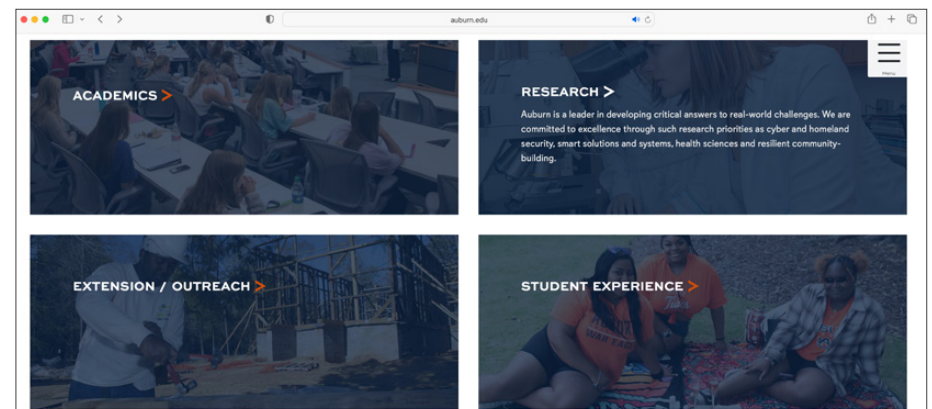 auburn.edu
Menu
ACADEMICS >
RESEARCH >
Auburn is a leader in developing critical answers to real-world challenges. We are
committed to excellence through such research priorities as cyber and homeland
security, smart solutions and systems, health sciences and resilient community-
building.
EXTENSION / OUTREACH >
STUDENT EXPERIENCE >
WAR EAGLE